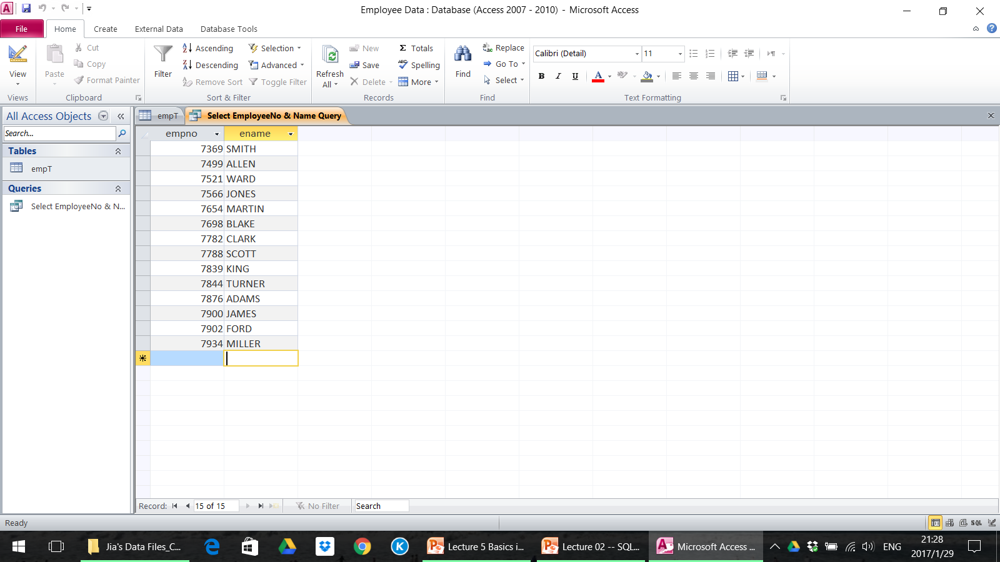 Employee Data : Database (Access 2007 - 2010) - Microsoft Access
File Home Create External Data Database Tools
View
Views
Paste
Cut
Copy
Format Painter
Clipboard
Filter
Ascending
Descending
Remove Sort
Selection
Advanced
Toggle Filter
Sort & Filter
Refresh
All
New
Save
Delete
Totals
Spelling
More
Records
Find
Replace
Go To
Select
Find
Calibri (Detail) 11
B I U A
Text Formatting
All Access Objects
Search...
Tables
empT
Queries
Select EmployeeNo & N...
empT Select EmployeeNo & Name Query
empno ename
7369 SMITH
7499 ALLEN
7521 WARD
7566 JONES
7654 MARTIN
7698 BLAKE
7782 CLARK
7788 SCOTT
7839 KING
7844 TURNER
7876 ADAMS
7900 JAMES
7902 FORD
7934 MILLER
Record: 15 of 15 No Filter Search
Ready
SQL
Jia's Data Files_C... Lecture 5 Basics i... Lecture 02 -- SQL... Microsoft Access ... ENG
21:28
2017/1/29